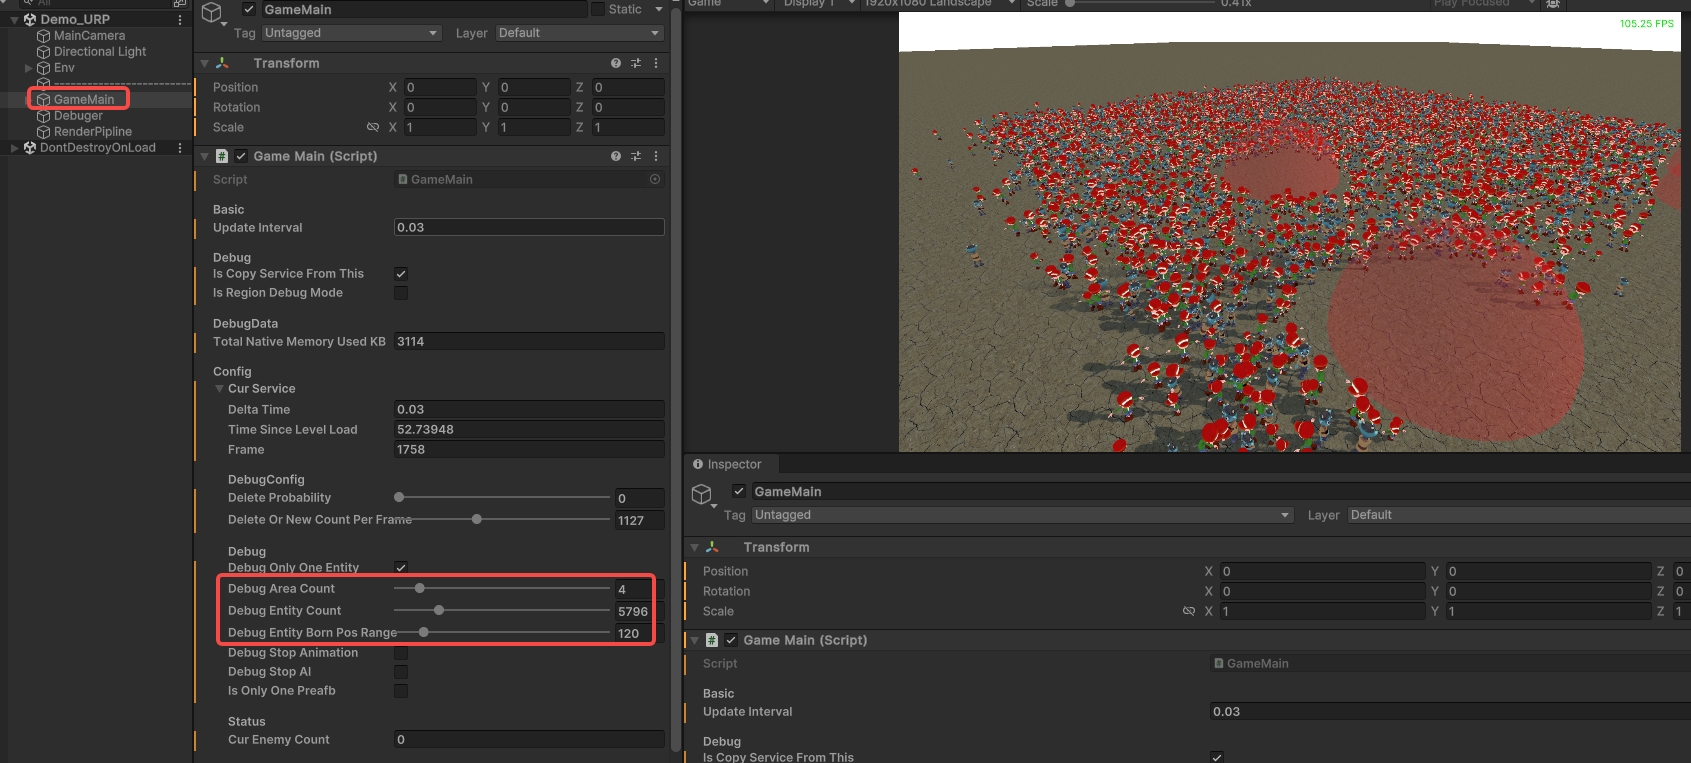 All
Demo_URP
MainCamera
Directional Light
Env
GameMain
Debuger
RenderPipline
DontDestroyOnLoad
GameMain
Static
Tag Untagged Layer Default
Transform
Position X 0 Y 0 Z 0
Rotation X 0 Y 0 Z 0
Scale X 1 Y 1 Z 1
# Game Main (Script)
Script GameMain
Basic
Update Interval 0.03
Debug
Is Copy Service From This
Is Region Debug Mode
DebugData
Total Native Memory Used KB 3114
Config
Cur Service
Delta Time 0.03
Time Since Level Load 52.73948
Frame 1758
DebugConfig
Delete Probability 0
Delete Or New Count Per Frame 1127
Debug
Debug Only One Entity
Debug Area Count 4
Debug Entity Count 5796
Debug Entity Born Pos Range 120
Debug Stop Animation
Debug Stop AI
Is Only One Preafb
Status
Cur Enemy Count 0
Game Display 1 1920x1080 Landscape Scale 0.41x Play Focused
105.25 FPS
Inspector
GameMain
Tag Untagged Layer Default
Transform
Position X 0 Y 0 Z 0
Rotation X 0 Y 0 Z 0
Scale X 1 Y 1 Z 1
# Game Main (Script)
Script GameMain
Basic
Update Interval 0.03
Debug
Is Copy Service From This